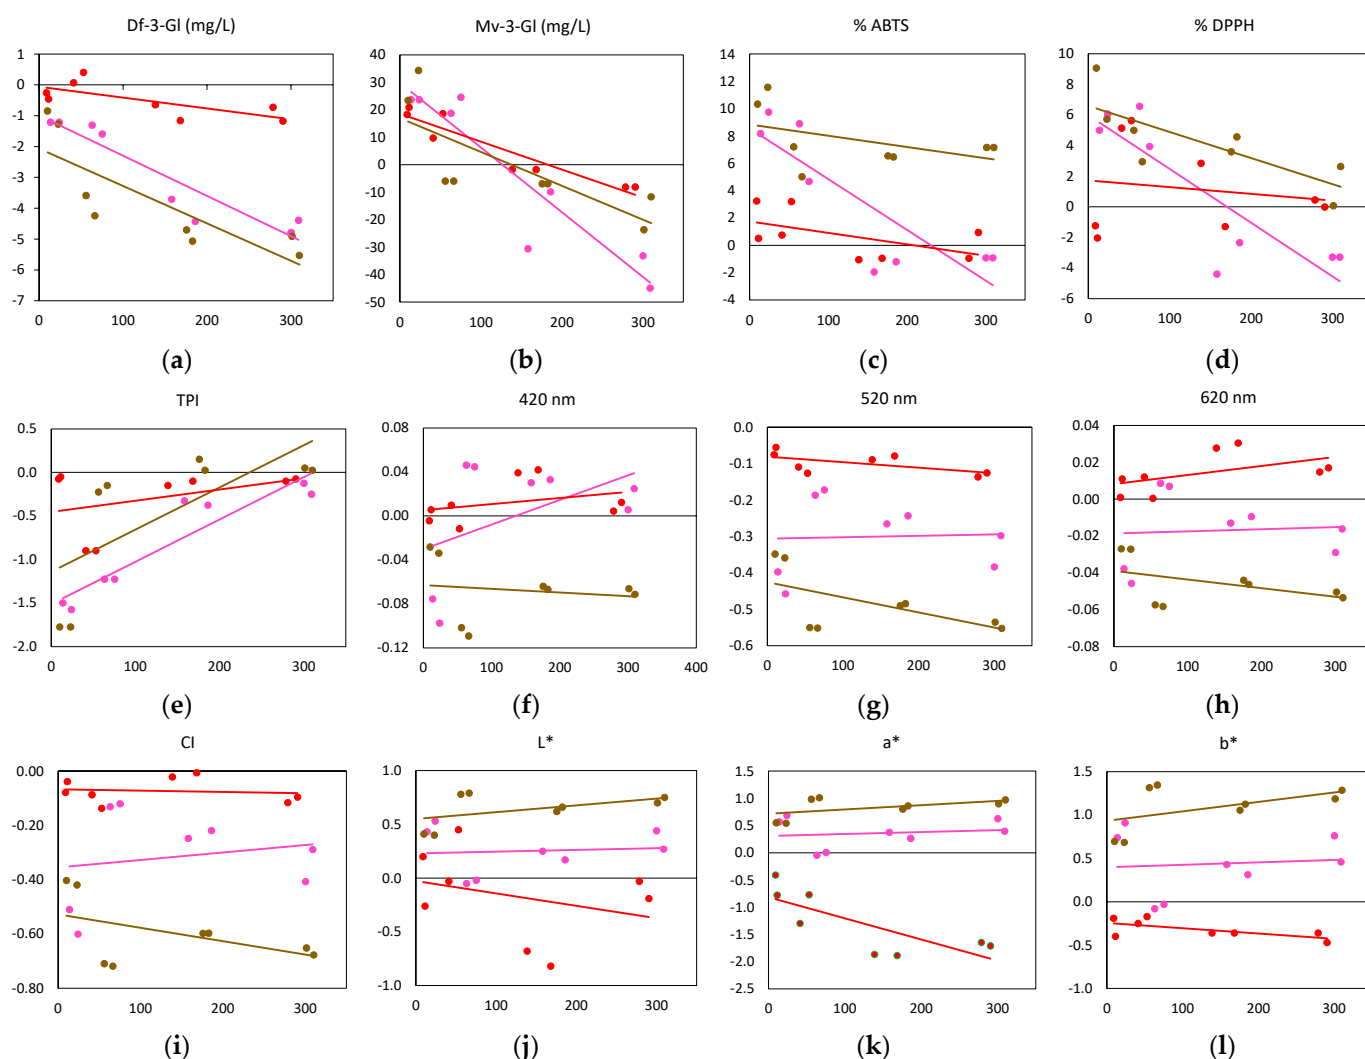 Df-3-Gl (mg/L) Mv-3-Gl (mg/L) % ABTS % DPPH
1 0 -1 -2 -3 -4 -5 -6 -7
0 100 200 300
40 30 20 10 0 -10 -20 -30 -40 -50
0 100 200 300
14 12 10 8 6 4 2 0 -2 -4
0 100 200 300
10 8 6 4 2 0 -2 -4 -6
0 100 200 300
(a) (b) (c) (d)
TPI 420 nm 520 nm 620 nm
0.5 0.0 -0.5 -1.0 -1.5 -2.0
0 100 200 300
0.08 0.04 0.00 -0.04 -0.08 -0.12
0 100 200 300 400
0.0 -0.1 -0.2 -0.3 -0.4 -0.5 -0.6
0 100 200 300
0.04 0.02 0.00 -0.02 -0.04 -0.06 -0.08
0 100 200 300
(e) (f) (g) (h)
CI L* a* b*
0.00 -0.20 -0.40 -0.60 -0.80
0 100 200 300
1.0 0.5 0.0 -0.5 -1.0
0 100 200 300
1.5 1.0 0.5 0.0 -0.5 -1.0 -1.5 -2.0 -2.5
0 100 200 300
1.5 1.0 0.5 0.0 -0.5 -1.0
0 100 200 300
(i) (j) (k) (l)